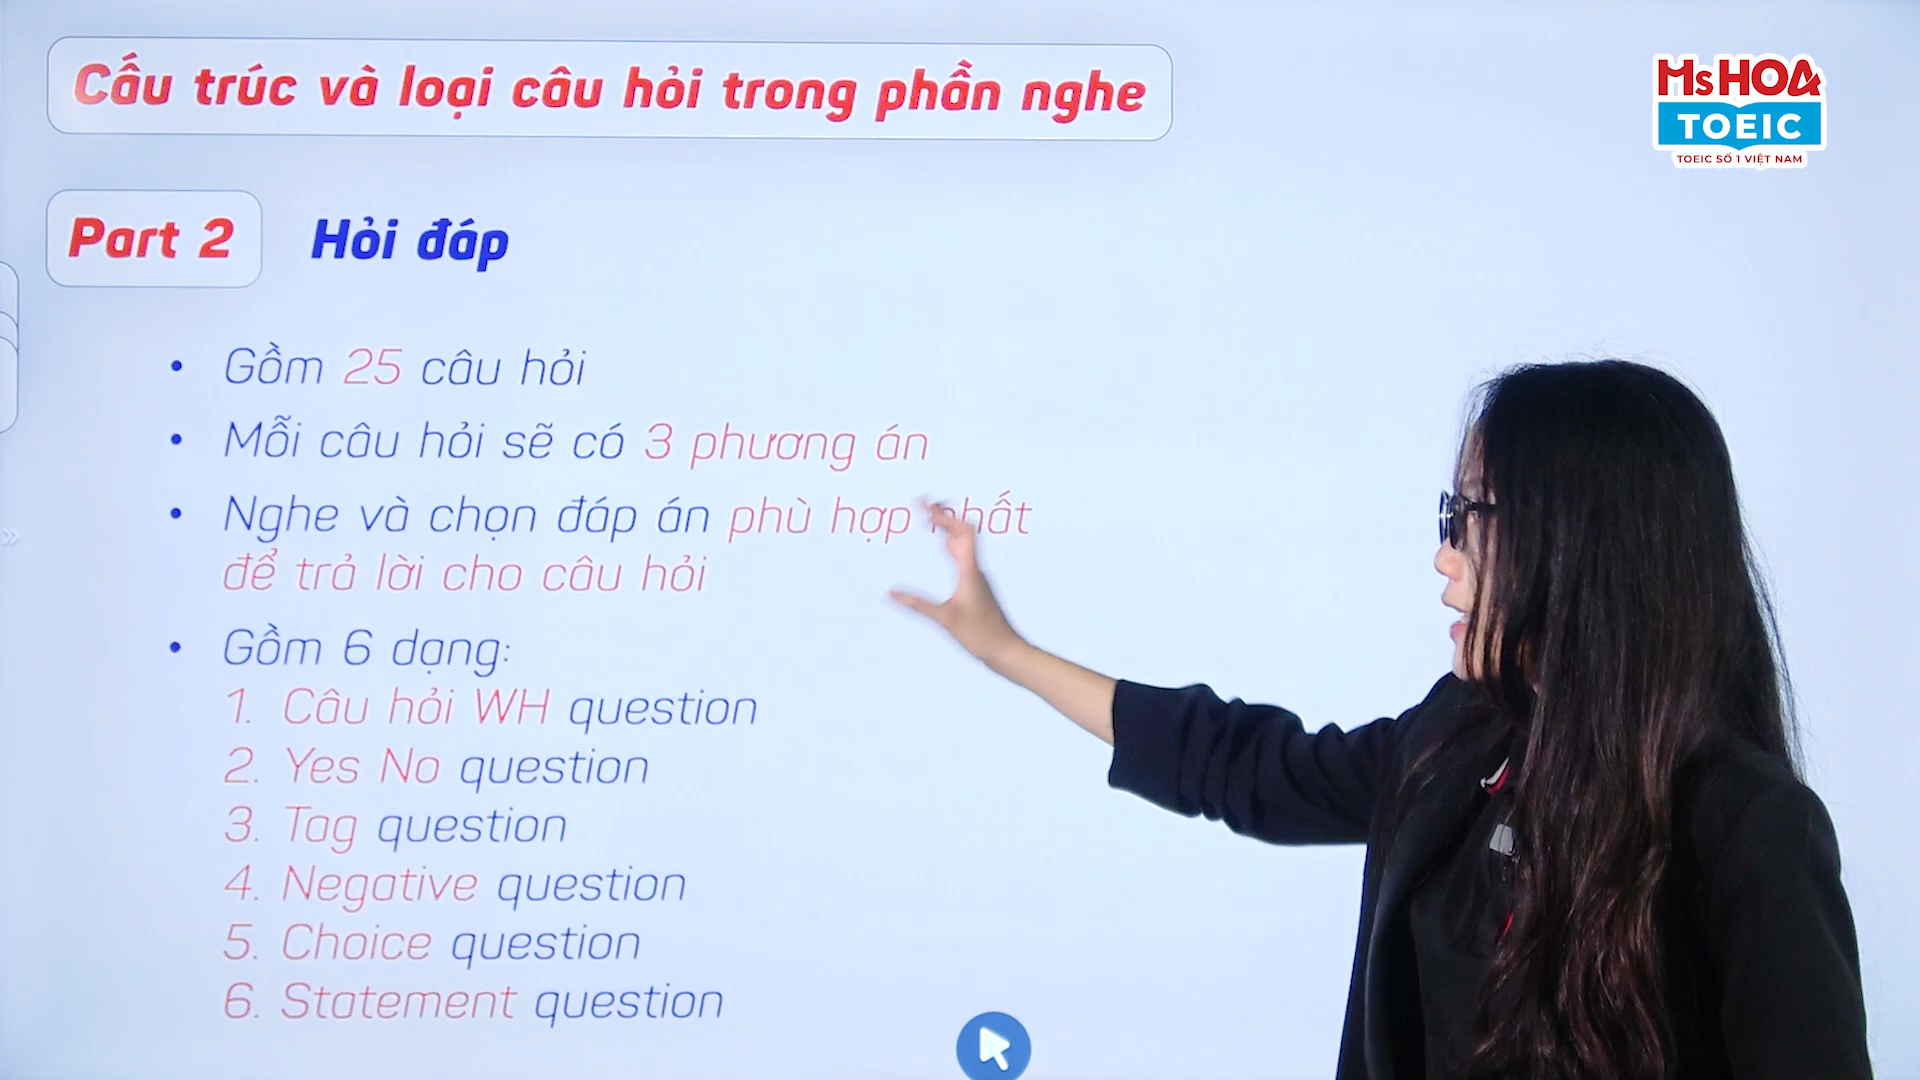 Cấu trúc và loại câu hỏi trong phần nghe
MsHOA
TOEIC
TOEIC SỐ 1 VIỆT NAM
Part 2 Hỏi đáp
• Gồm 25 câu hỏi
• Mỗi câu hỏi sẽ có 3 phương án
• Nghe và chọn đáp án phù hợp nhất
để trả lời cho câu hỏi
• Gồm 6 dạng:
1. Câu hỏi WH question
2. Yes No question
3. Tag question
4. Negative question
5. Choice question
6. Statement question